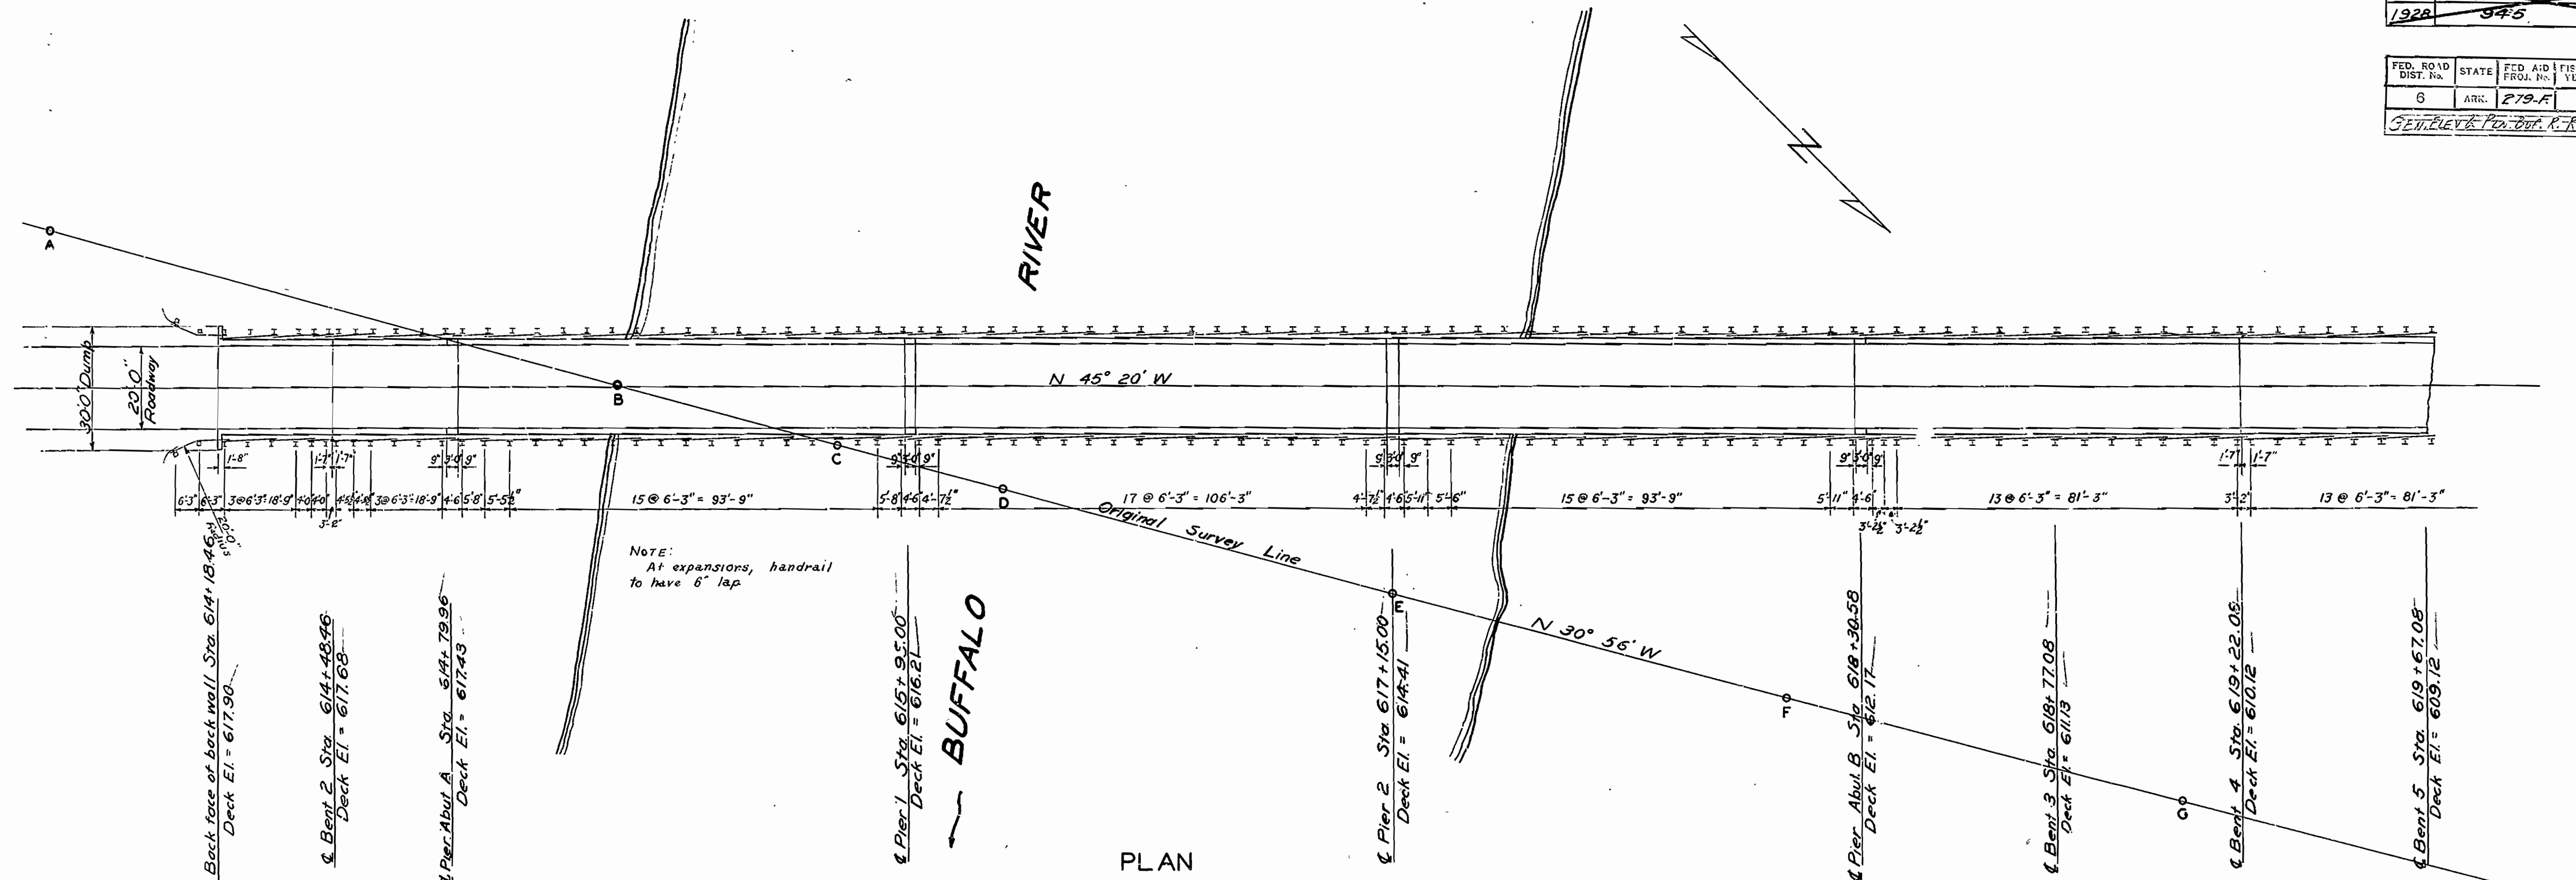 1928 945
FED. ROAD DIST. No. STATE FED. AID PROJ. No.
6 ARK. 279-F
RIVER
A
30'-0" Dump
20'-0" Roadway
N 45° 20' W
B
C
1'-8" 1'-7" 1'-7" 9" 3'-0" 9" 9" 3'-0" 9" 9 3'-0" 9" 9" 3'-0" 9" 1'-7" 1'-7"
6'-3" 6'-3" 3@6'-3"=18'-9" 4'-0" 4'-0" 3@6'-3"=18'-9" 4'-6 5'-8" 5'-5½" 15 @ 6'-3" = 93'-9" 5'-8" 4'-6" 4'-7½" 17 @ 6'-3" = 106'-3" 4'-7½" 4'-6 5'-11" 5'-6" 15 @ 6'-3" = 93'-9" 5'-11" 4'-6" 13 @ 6'-3" = 81'-3" 3'-2" 13 @ 6'-3" = 81'-3"
3'-2" 3'-2½" 3'-2½"
20'-0" Radius
D
Original Survey Line
NOTE:
At expansions, handrail
to have 6" lap
E
N 30° 56' W
F
G
BUFFALO
Back face of back wall Sta. 614+18.46
Deck El. = 617.90
℄ Bent 2 Sta. 614+48.46
Deck El. = 617.68
℄ Pier Abut A Sta. 614+79.96
Deck El. = 617.43
℄ Pier 1 Sta. 615+95.00
Deck El = 616.21
℄ Pier 2 Sta. 617+15.00
Deck El. = 614.41
℄ Pier Abut. B Sta 618+30.58
Deck El. = 612.17
℄ Bent 3 Sta. 618+77.08
Deck El = 611.13
℄ Bent 4 Sta. 619+22.08
Deck El = 610.12
℄ Bent 5 Sta. 619+67.08
Deck El = 609.12
PLAN